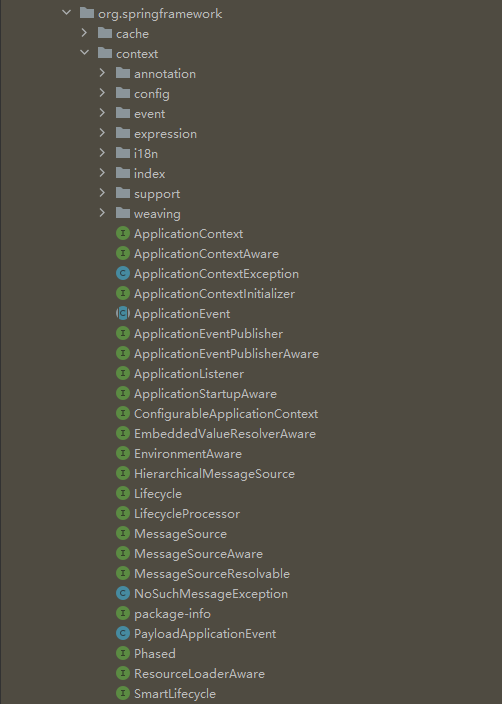 org.springframework
cache
context
annotation
config
event
expression
i18n
index
support
weaving
ApplicationContext
ApplicationContextAware
ApplicationContextException
ApplicationContextInitializer
ApplicationEvent
ApplicationEventPublisher
ApplicationEventPublisherAware
ApplicationListener
ApplicationStartupAware
ConfigurableApplicationContext
EmbeddedValueResolverAware
EnvironmentAware
HierarchicalMessageSource
Lifecycle
LifecycleProcessor
MessageSource
MessageSourceAware
MessageSourceResolvable
NoSuchMessageException
package-info
PayloadApplicationEvent
Phased
ResourceLoaderAware
SmartLifecycle